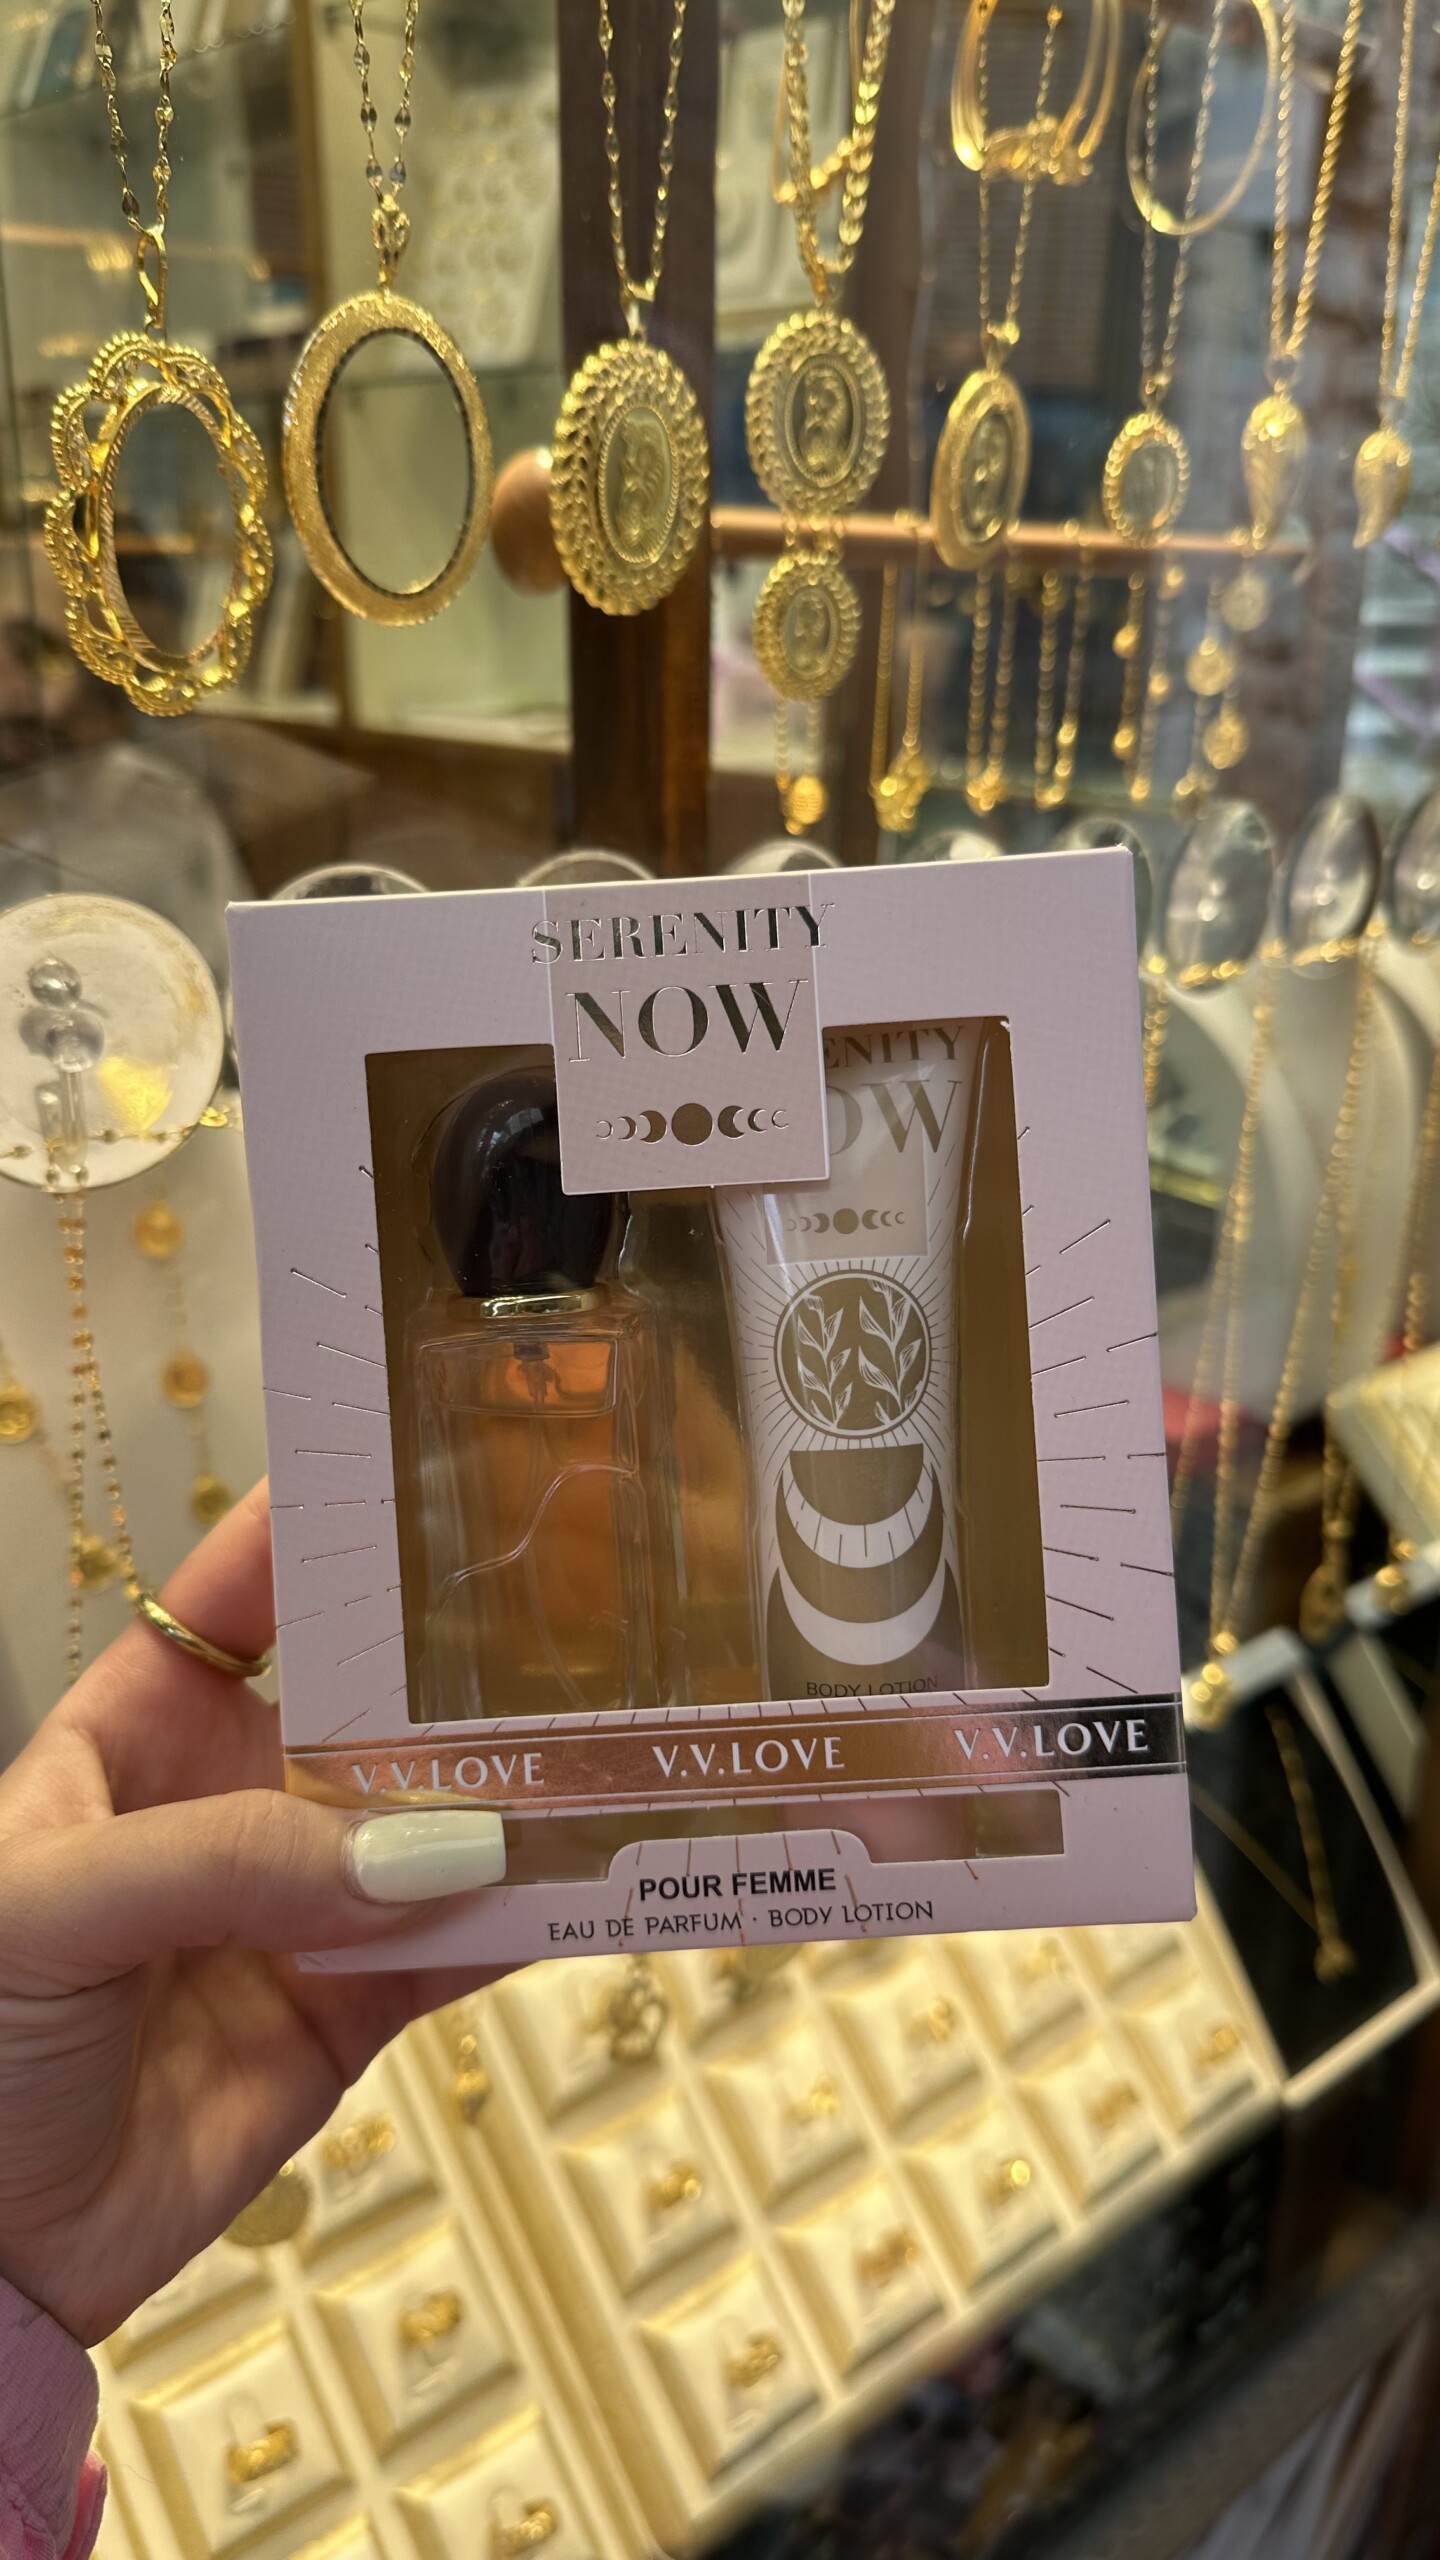 SERENITY
NOW
ENITY
OW
BODY LOTION
V.V.LOVE V.V.LOVE V.V.LOVE
POUR FEMME
EAU DE PARFUM · BODY LOTION